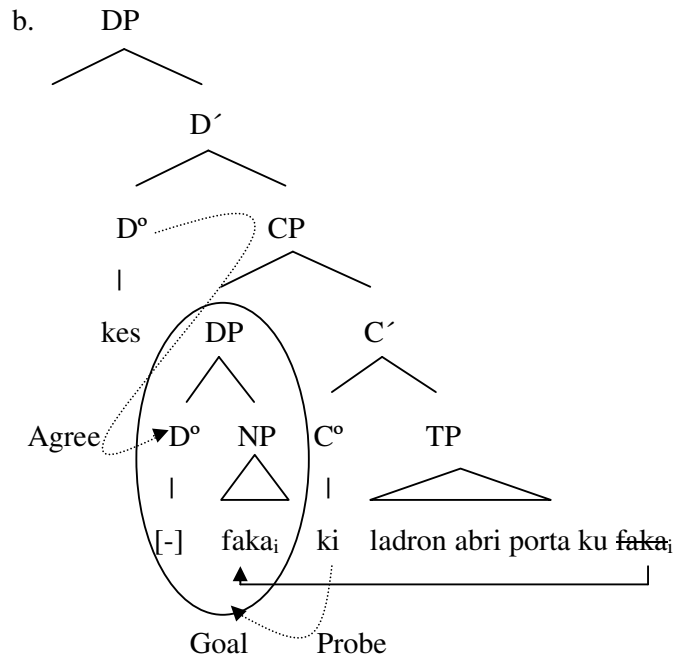 b. DP
D´
Dº CP
|
kes DP C´
Agree Dº NP Cº TP
| |
[-] fakaᵢ ki ladron abri porta ku ~~fakaᵢ~~
Goal Probe